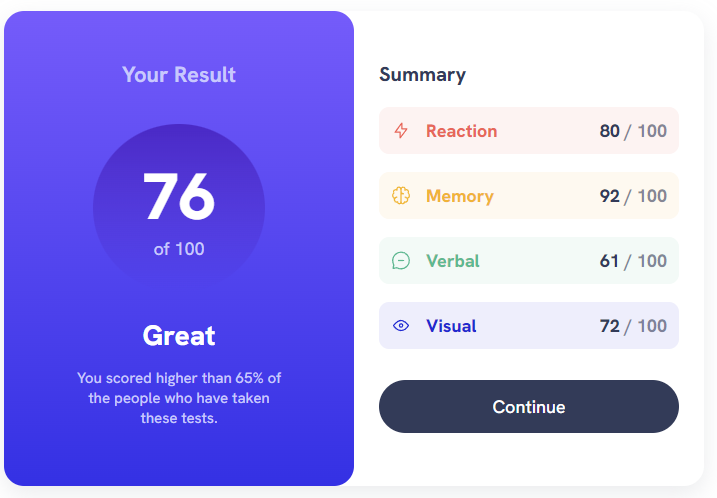 Your Result
76
of 100
Great
You scored higher than 65% of
the people who have taken
these tests.
Summary
Reaction 80 / 100
Memory 92 / 100
Verbal 61 / 100
Visual 72 / 100
Continue